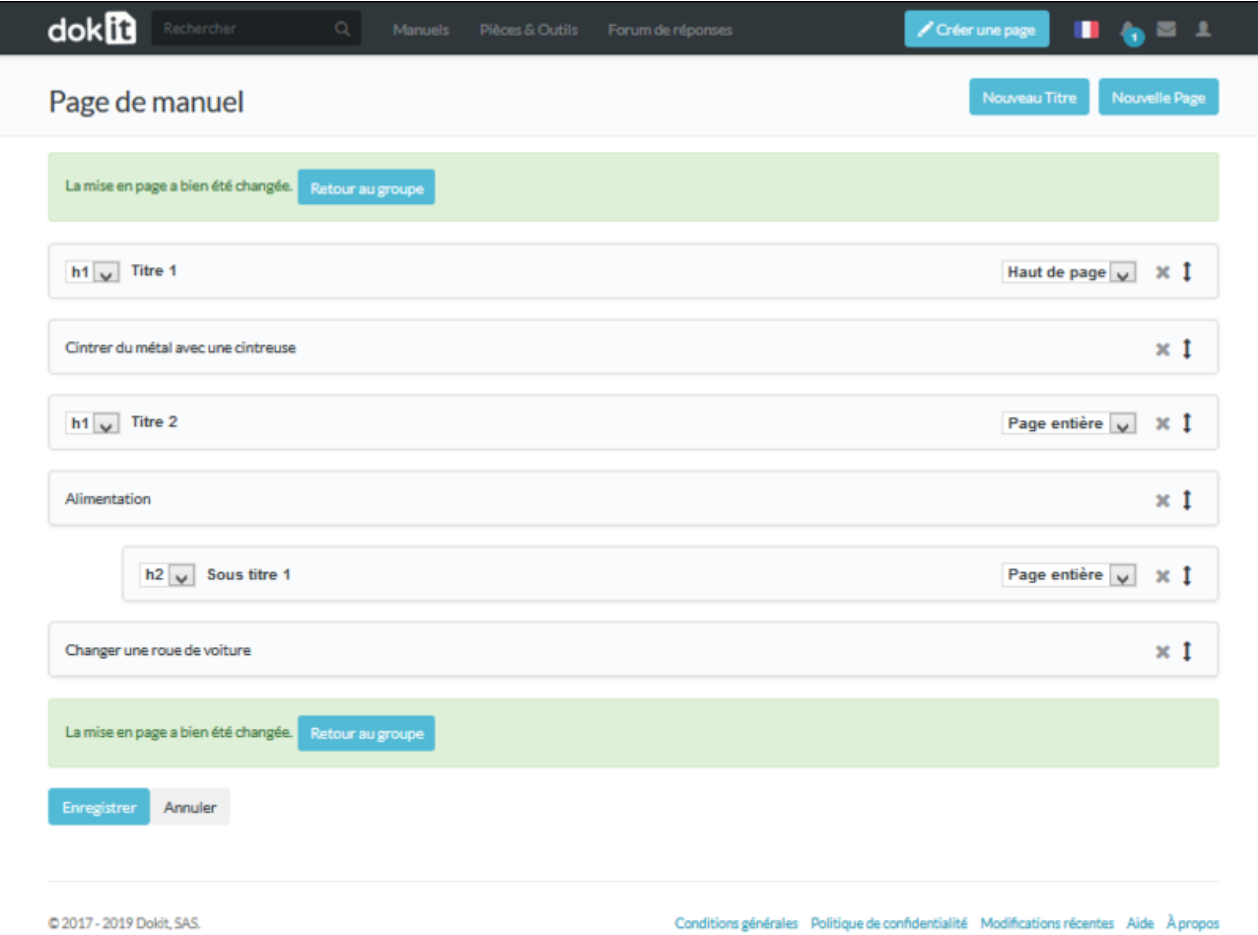 dokit Rechercher Manuels Pièces & Outils Forum de réponses Créer une page 1
Page de manuel Nouveau Titre Nouvelle Page
La mise en page a bien été changée. Retour au groupe
h1 Titre 1 Haut de page
Cintrer du métal avec une cintreuse
h1 Titre 2 Page entière
Alimentation
h2 Sous titre 1 Page entière
Changer une roue de voiture
La mise en page a bien été changée. Retour au groupe
Enregistrer Annuler
© 2017 - 2019 Dokit, SAS. Conditions générales Politique de confidentialité Modifications récentes Aide À propos